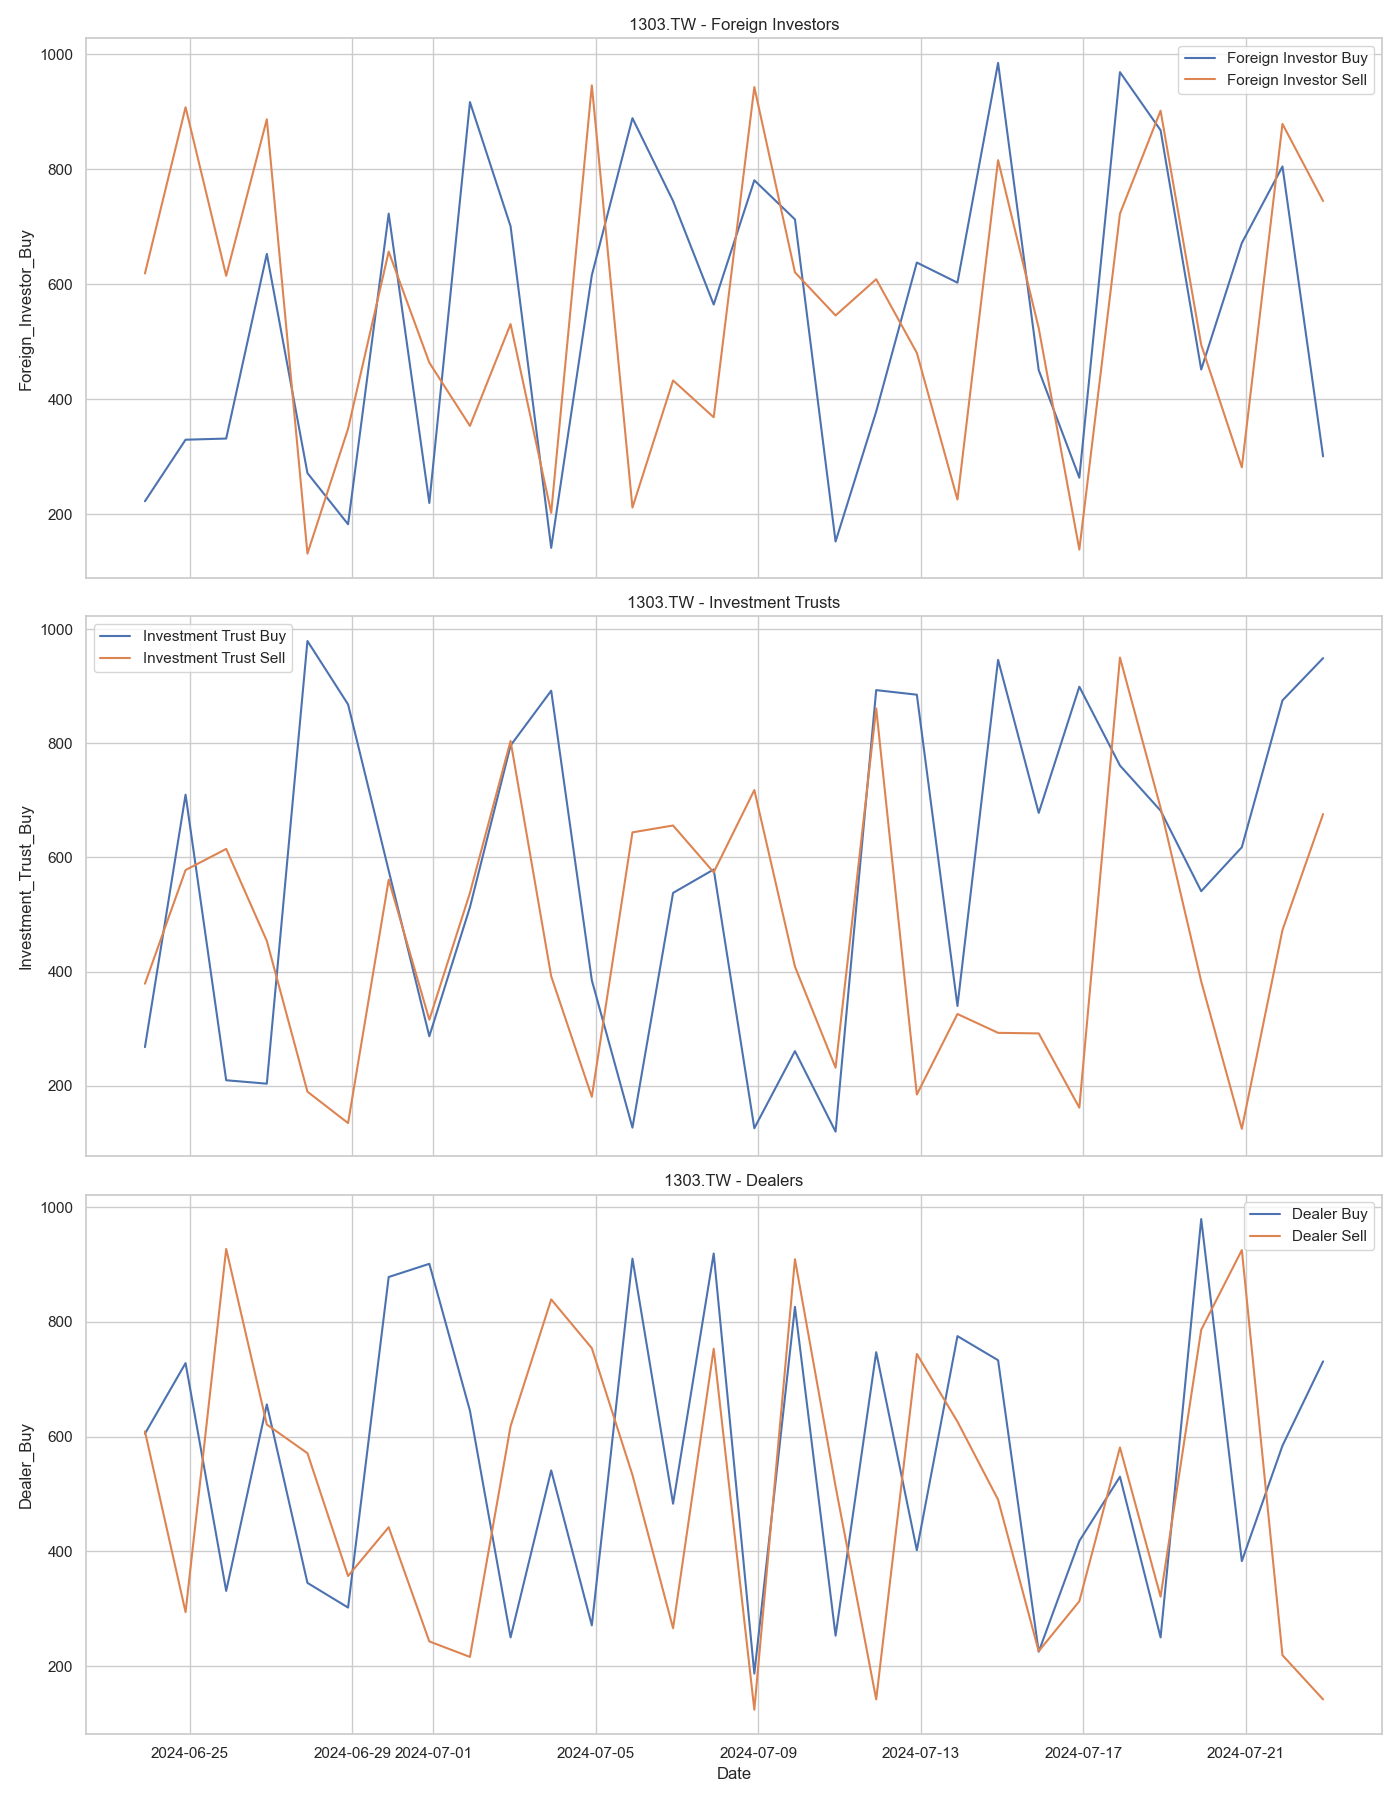 1303.TW - Foreign Investors
Foreign_Investor_Buy
1000
800
600
400
200
Foreign Investor Buy
Foreign Investor Sell
1303.TW - Investment Trusts
Investment_Trust_Buy
1000
800
600
400
200
Investment Trust Buy
Investment Trust Sell
1303.TW - Dealers
Dealer_Buy
1000
800
600
400
200
Dealer Buy
Dealer Sell
2024-06-25 2024-06-29 2024-07-01 2024-07-05 2024-07-09 2024-07-13 2024-07-17 2024-07-21
Date